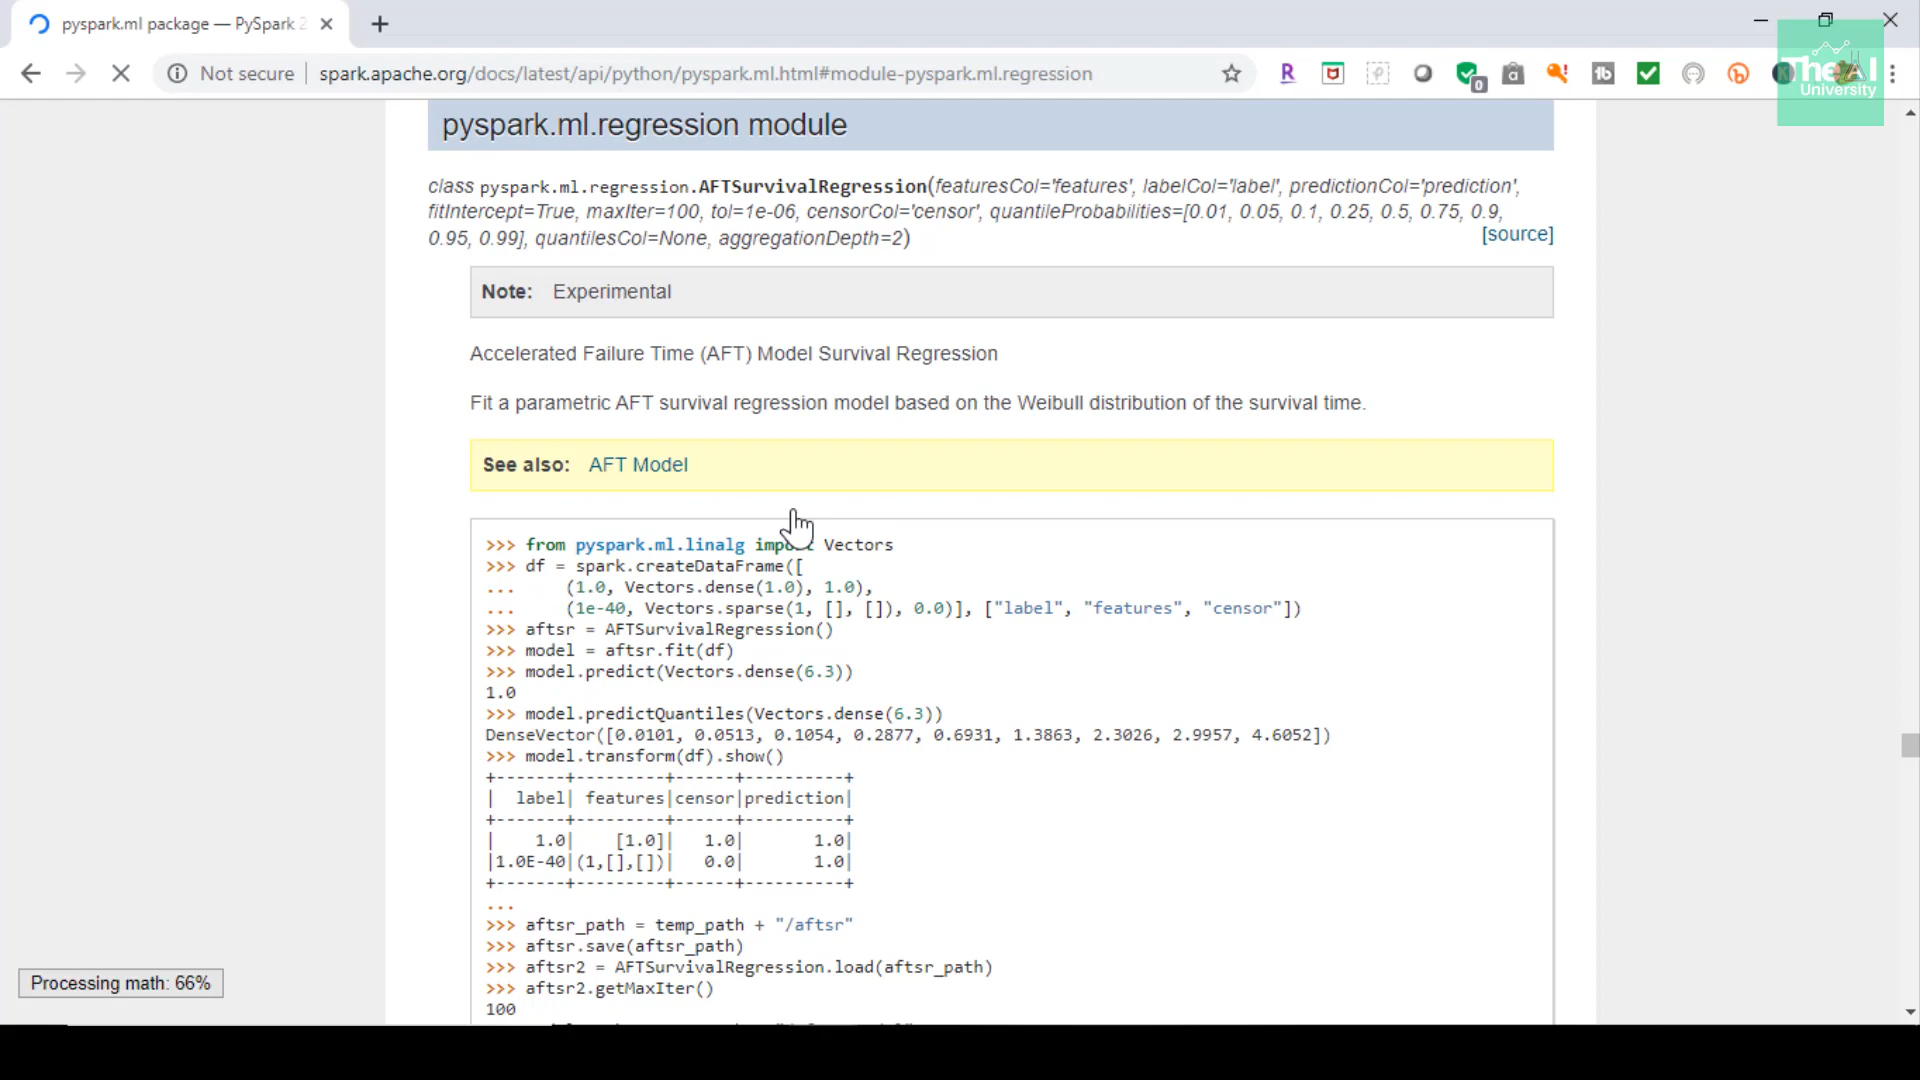 pyspark.ml package — PySpark 2
Not secure
spark.apache.org/docs/latest/api/python/pyspark.ml.html#module-pyspark.ml.regression
The AI
University
pyspark.ml.regression module
class pyspark.ml.regression.AFTSurvivalRegression(featuresCol='features', labelCol='label', predictionCol='prediction',
fitIntercept=True, maxIter=100, tol=1e-06, censorCol='censor', quantileProbabilities=[0.01, 0.05, 0.1, 0.25, 0.5, 0.75, 0.9,
0.95, 0.99], quantilesCol=None, aggregationDepth=2)
[source]
Note: Experimental
Accelerated Failure Time (AFT) Model Survival Regression
Fit a parametric AFT survival regression model based on the Weibull distribution of the survival time.
See also: AFT Model
>>> from pyspark.ml.linalg import Vectors
>>> df = spark.createDataFrame([
... (1.0, Vectors.dense(1.0), 1.0),
... (1e-40, Vectors.sparse(1, [], []), 0.0)], ["label", "features", "censor"])
>>> aftsr = AFTSurvivalRegression()
>>> model = aftsr.fit(df)
>>> model.predict(Vectors.dense(6.3))
1.0
>>> model.predictQuantiles(Vectors.dense(6.3))
DenseVector([0.0101, 0.0513, 0.1054, 0.2877, 0.6931, 1.3863, 2.3026, 2.9957, 4.6052])
>>> model.transform(df).show()
+-------+---------+------+----------+
|  label| features|censor|prediction|
+-------+---------+------+----------+
|    1.0|    [1.0]|   1.0|       1.0|
|1.0E-40|(1,[],[])|   0.0|       1.0|
+-------+---------+------+----------+
...
>>> aftsr_path = temp_path + "/aftsr"
>>> aftsr.save(aftsr_path)
>>> aftsr2 = AFTSurvivalRegression.load(aftsr_path)
>>> aftsr2.getMaxIter()
100
Processing math: 66%